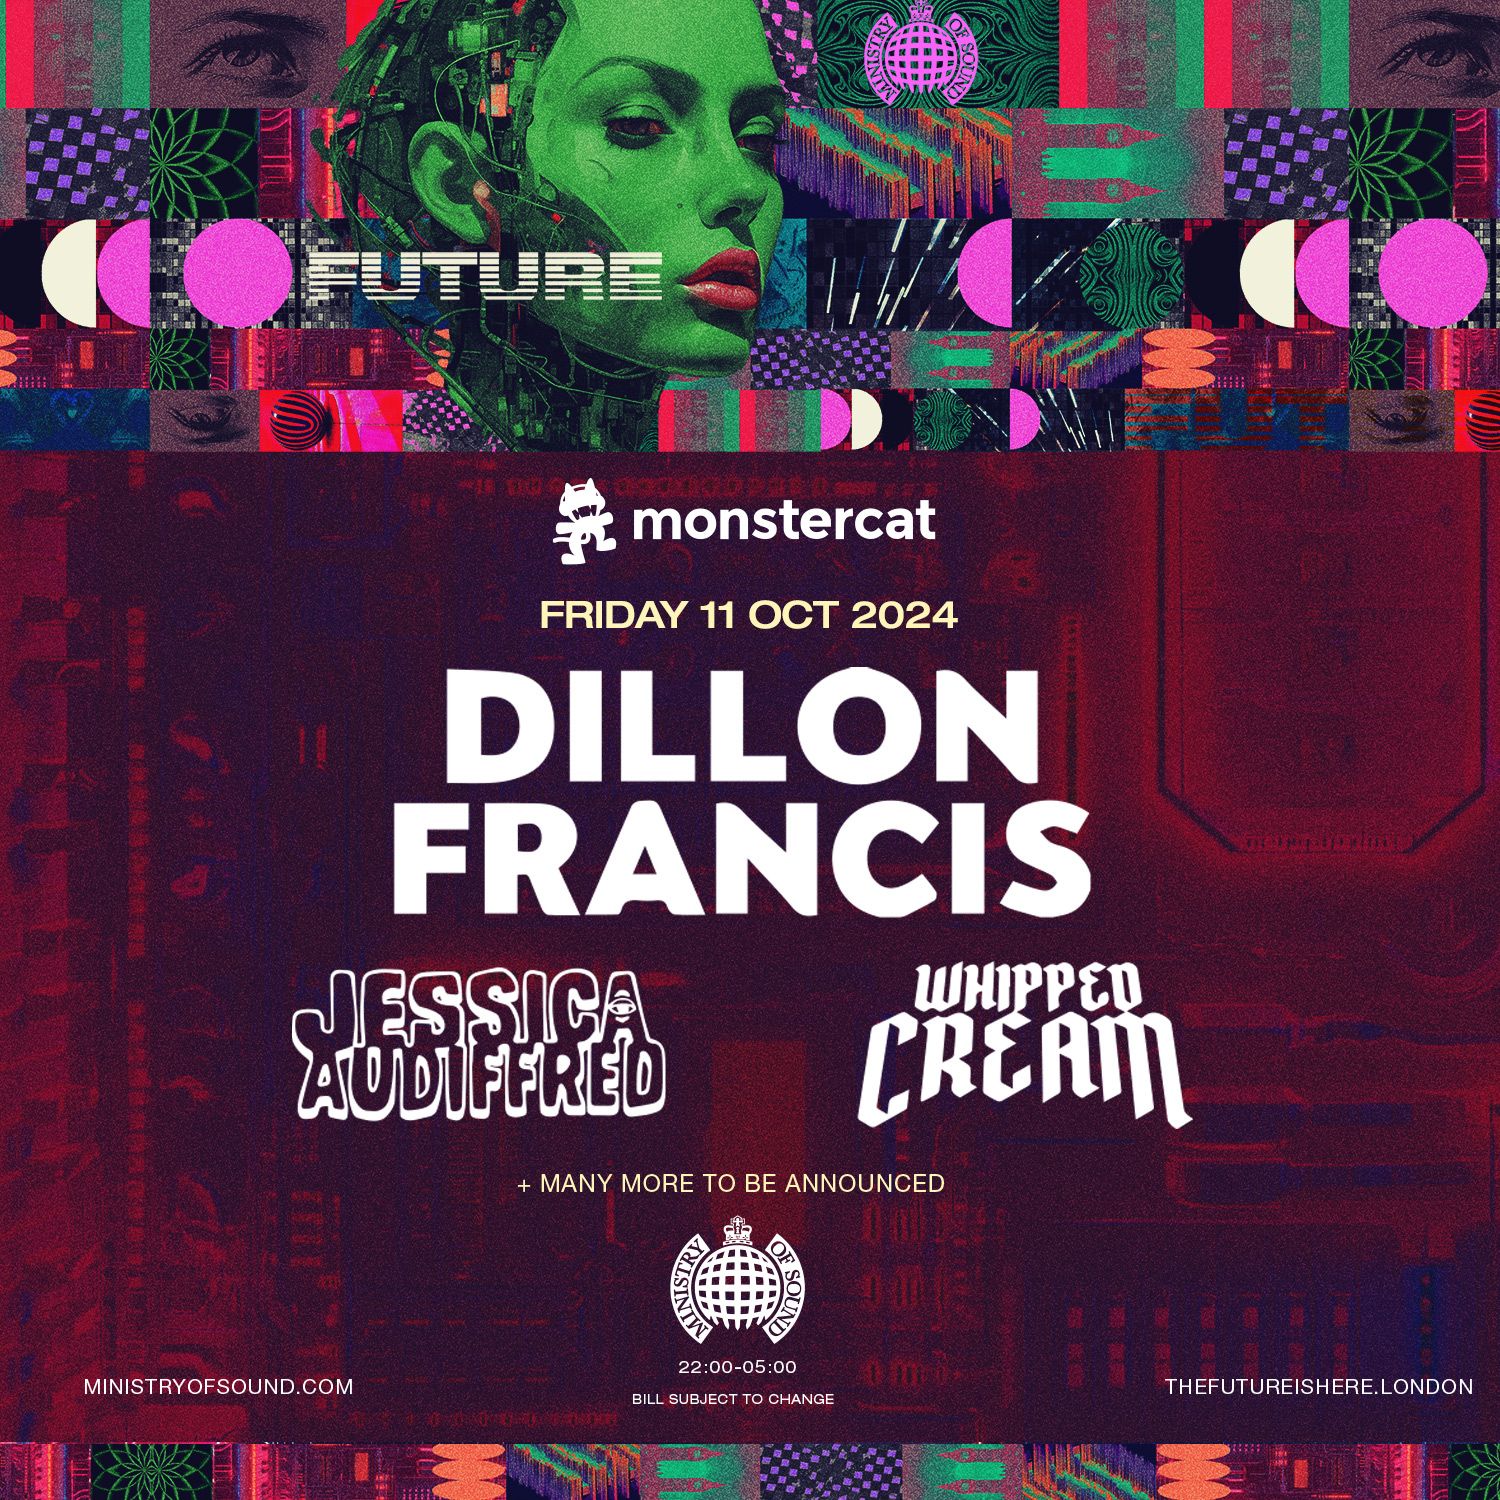 MINISTRY OF SOUND
FUTURE
monstercat
FRIDAY 11 OCT 2024
DILLON
FRANCIS
JESSICA
AUDIFFRED
WHIPPED
CREAM
+ MANY MORE TO BE ANNOUNCED
MINISTRY OF SOUND
22:00-05:00
BILL SUBJECT TO CHANGE
MINISTRYOFSOUND.COM
THEFUTUREISHERE.LONDON